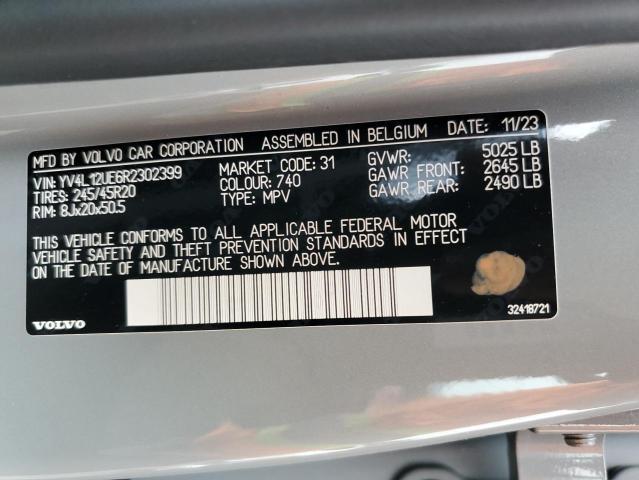 MFD BY VOLVO CAR CORPORATION ASSEMBLED IN BELGIUM DATE: 11/23
VIN: YV4L12UE6R2302399 MARKET CODE: 31 GVWR: 5025 LB
TIRES: 245/45R20 COLOUR: 740 GAWR FRONT: 2645 LB
RIM: 8Jx20x50.5 TYPE: MPV GAWR REAR: 2490 LB
THIS VEHICLE CONFORMS TO ALL APPLICABLE FEDERAL MOTOR
VEHICLE SAFETY AND THEFT PREVENTION STANDARDS IN EFFECT
ON THE DATE OF MANUFACTURE SHOWN ABOVE.
VOLVO 32418721